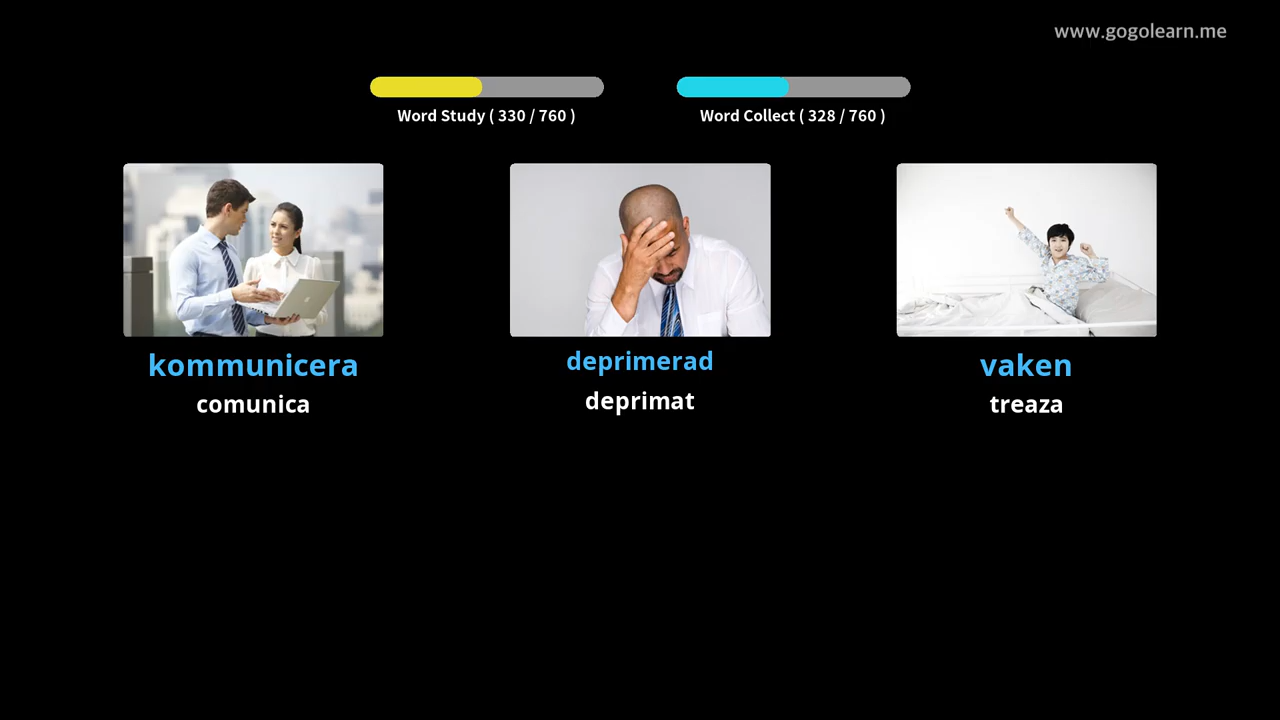 www.gogolearn.me
Word Study ( 330 / 760 )
Word Collect ( 328 / 760 )
kommunicera
comunica
deprimerad
deprimat
vaken
treaza